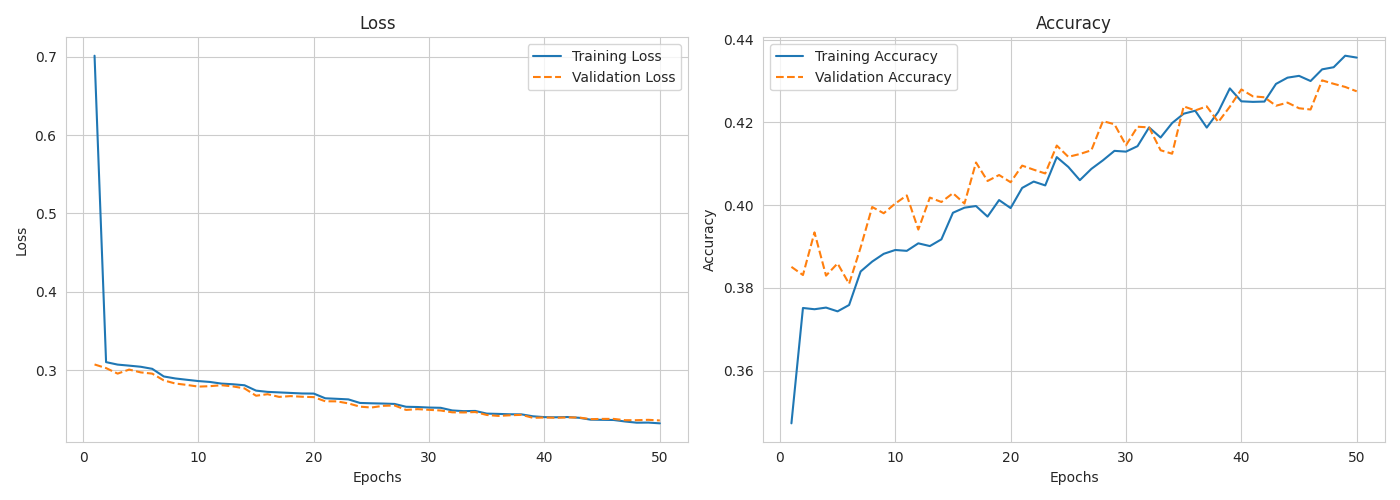 Loss
Training Loss
Validation Loss
0.7
0.6
0.5
0.4
0.3
Loss
0
10
20
30
40
50
Epochs
Accuracy
Training Accuracy
Validation Accuracy
0.44
0.42
0.40
0.38
0.36
Accuracy
0
10
20
30
40
50
Epochs